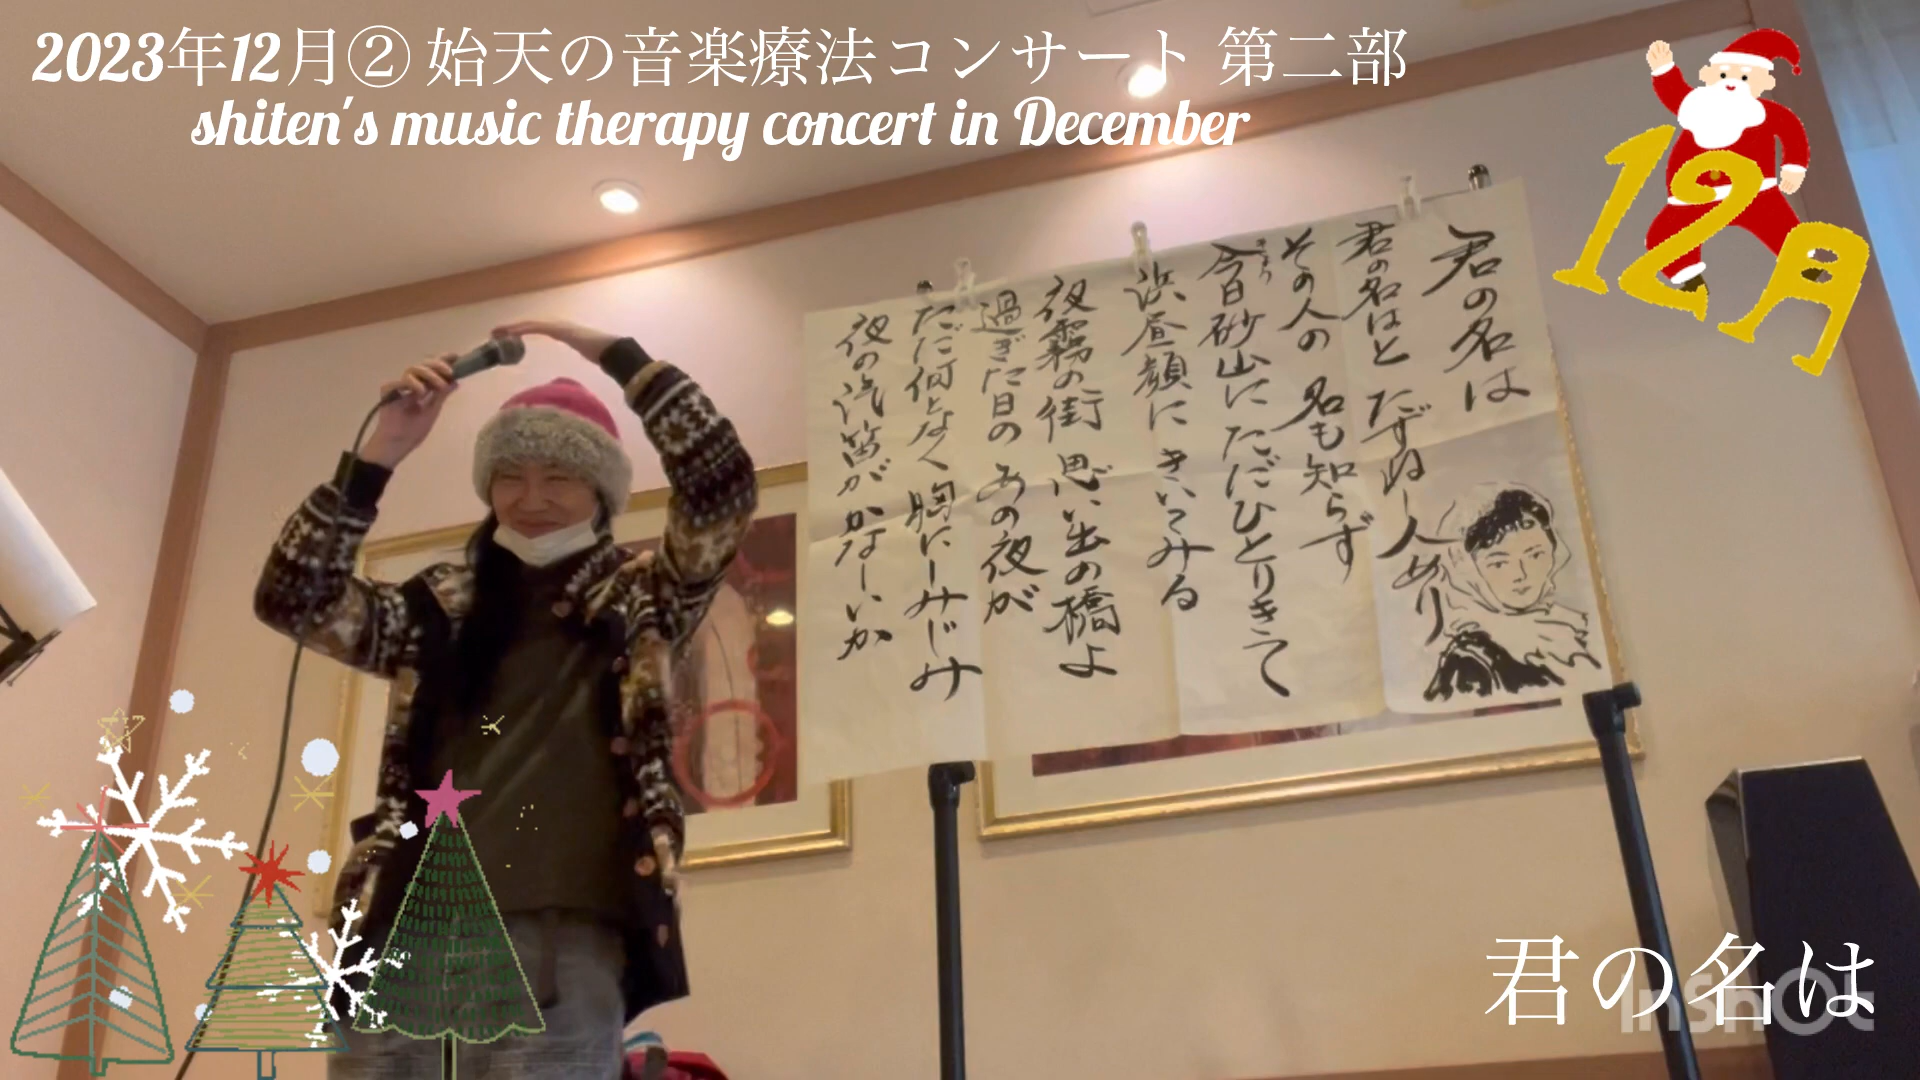 2023年12月② 始天の音楽療法コンサート 第二部
shiten's music therapy concert in December
12月
君の名は
君の名はと たずねし人あり
その人の 名も知らず
今日砂山に ただひとりきて
きょう
浜昼顔に きいてみる
夜霧の街 思い出の橋よ
過ぎた日の あの夜が
ただ何となく 胸にしみじみ
夜の汽笛が かなしいか
君の名は
InShOt